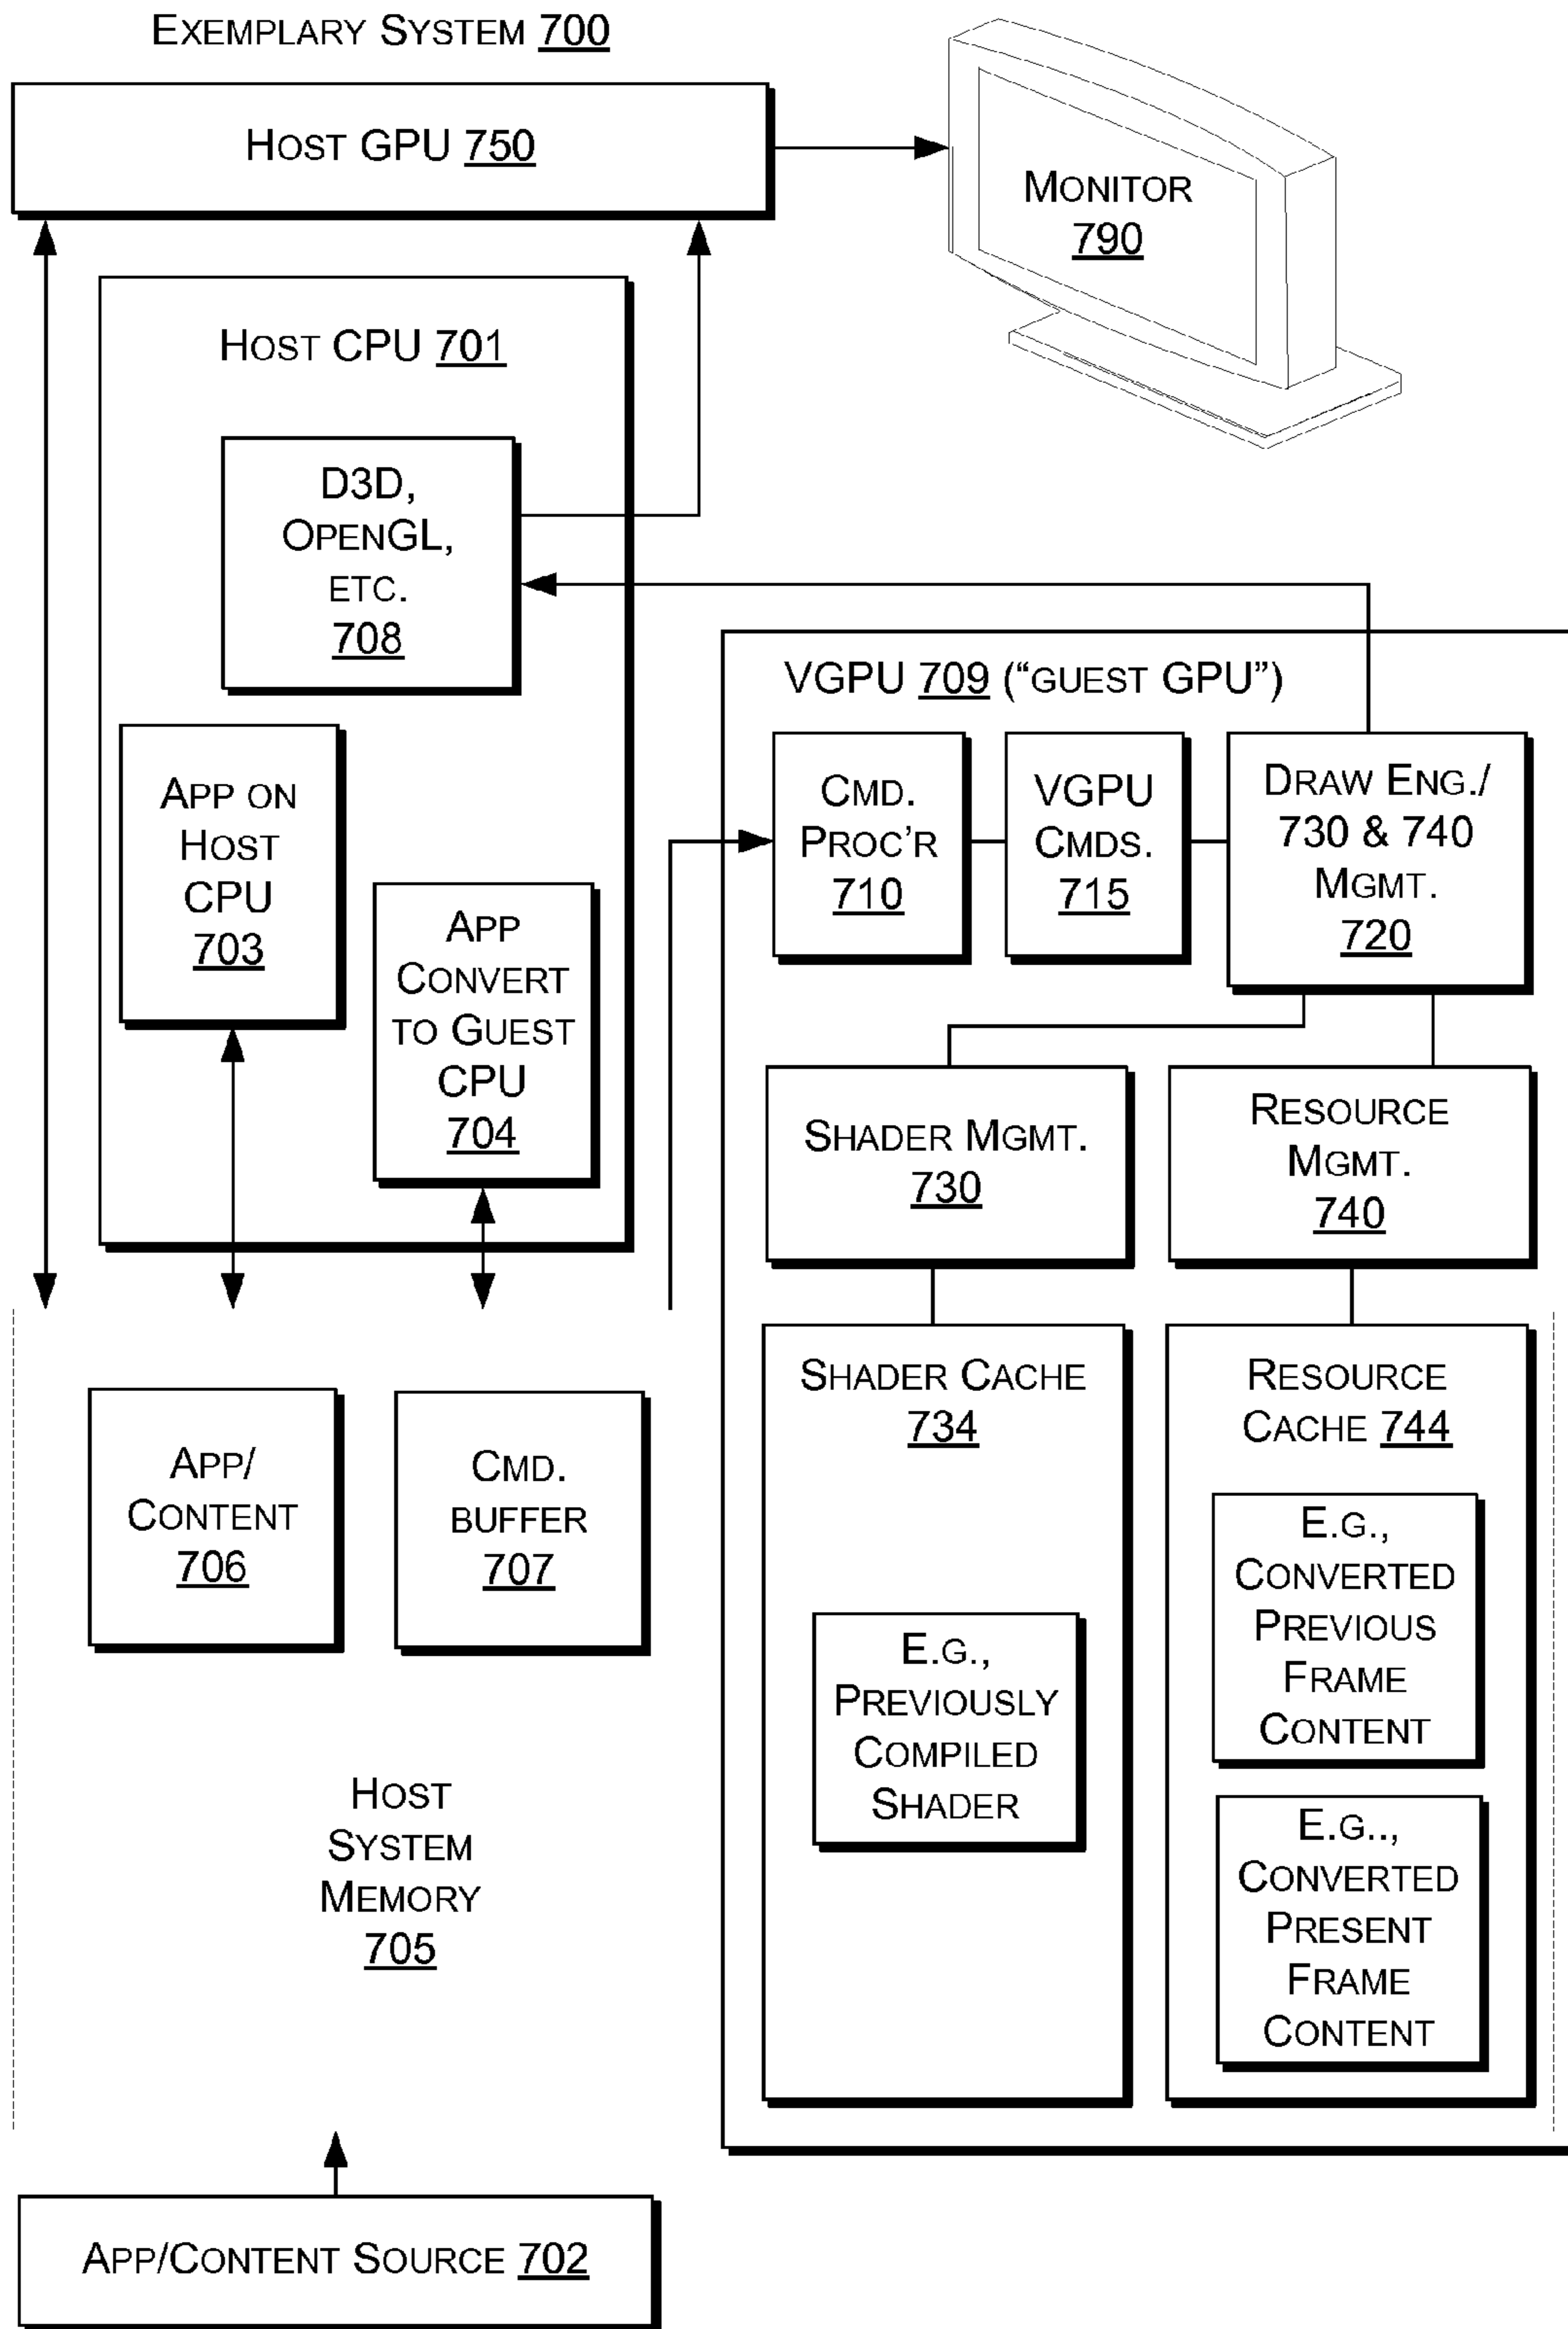 EXEMPLARY SYSTEM 700
HOST GPU 750
MONITOR
790
HOST CPU 701
D3D,
OPENGL,
ETC.
708
APP ON
HOST
CPU
703
APP
CONVERT
TO GUEST
CPU
704
VGPU 709 (“GUEST GPU”)
CMD.
PROC’R
710
VGPU
CMDS.
715
DRAW ENG./
730 & 740
MGMT.
720
SHADER MGMT.
730
RESOURCE
MGMT.
740
SHADER CACHE
734
E.G.,
PREVIOUSLY
COMPILED
SHADER
RESOURCE
CACHE 744
E.G.,
CONVERTED
PREVIOUS
FRAME
CONTENT
E.G..,
CONVERTED
PRESENT
FRAME
CONTENT
APP/
CONTENT
706
CMD.
BUFFER
707
HOST
SYSTEM
MEMORY
705
APP/CONTENT SOURCE 702